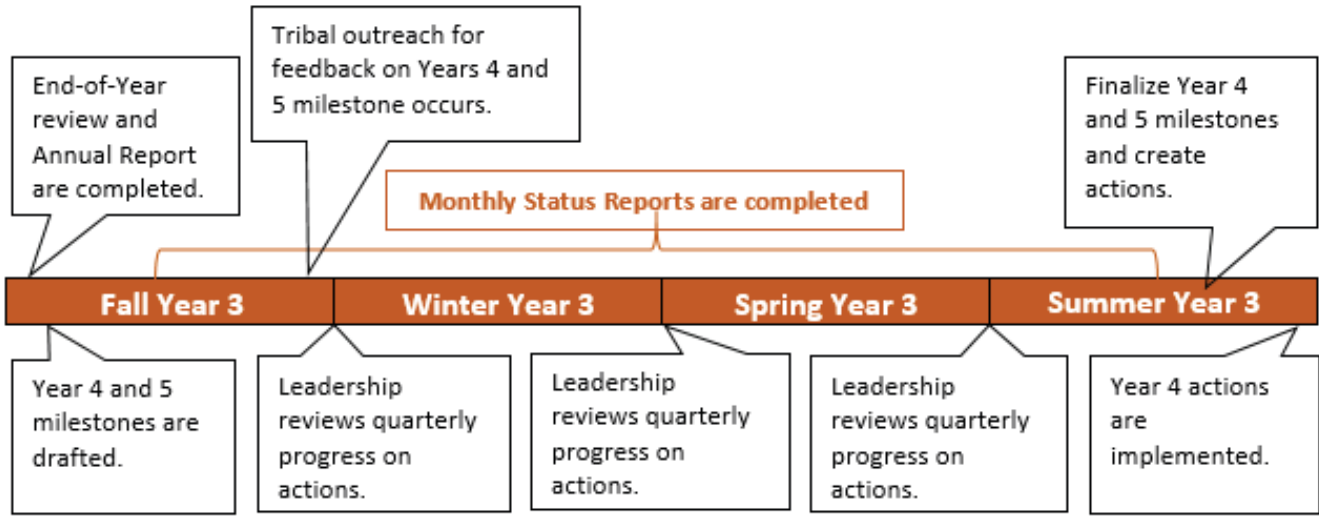 End-of-Year
review and
Annual Report
are completed.
Tribal outreach for
feedback on Years 4 and
5 milestone occurs.
Finalize Year 4
and 5 milestones
and create
actions.
Monthly Status Reports are completed
Fall Year 3
Winter Year 3
Spring Year 3
Summer Year 3
Year 4 and 5
milestones are
drafted.
Leadership
reviews quarterly
progress on
actions.
Leadership
reviews quarterly
progress on
actions.
Leadership
reviews quarterly
progress on
actions.
Year 4 actions
are
implemented.